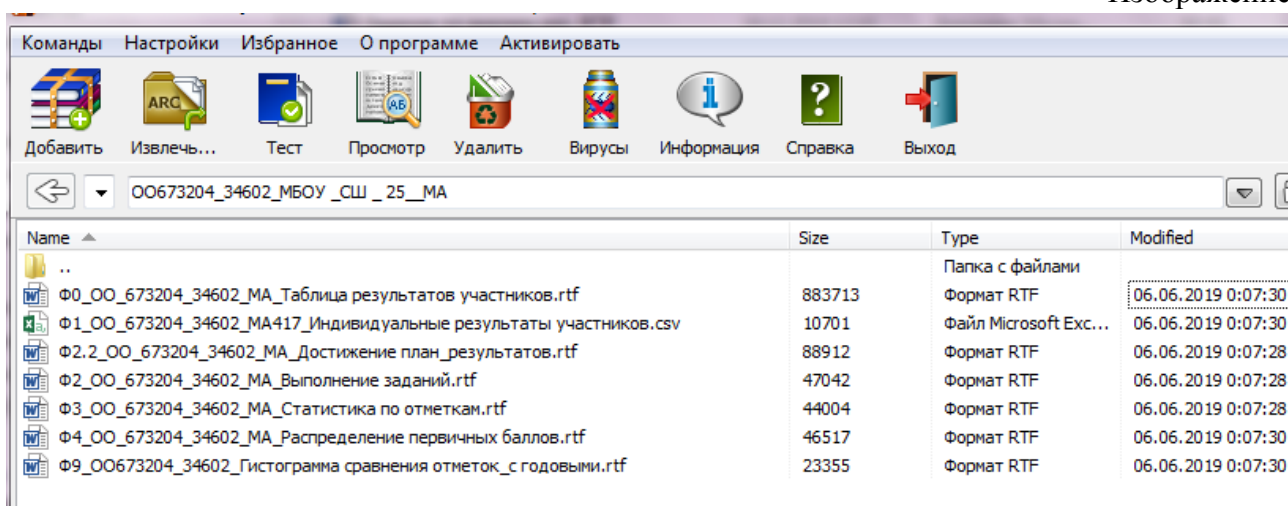 Изображение
Команды Настройки Избранное О программе Активировать
ARC АБ
Добавить Извлечь... Тест Просмотр Удалить Вирусы Информация Справка Выход
ОО673204_34602_МБОУ _СШ _ 25__МА
Name Size Type Modified
.. Папка с файлами
Ф0_ОО_673204_34602_МА_Таблица результатов участников.rtf 883713 Формат RTF 06.06.2019 0:07:30
Ф1_ОО_673204_34602_МА417_Индивидуальные результаты участников.csv 10701 Файл Microsoft Exc... 06.06.2019 0:07:30
Ф2.2_ОО_673204_34602_МА_Достижение план_результатов.rtf 88912 Формат RTF 06.06.2019 0:07:28
Ф2_ОО_673204_34602_МА_Выполнение заданий.rtf 47042 Формат RTF 06.06.2019 0:07:28
Ф3_ОО_673204_34602_МА_Статистика по отметкам.rtf 44004 Формат RTF 06.06.2019 0:07:28
Ф4_ОО_673204_34602_МА_Распределение первичных баллов.rtf 46517 Формат RTF 06.06.2019 0:07:30
Ф9_ОО673204_34602_Гистограмма сравнения отметок_с годовыми.rtf 23355 Формат RTF 06.06.2019 0:07:30